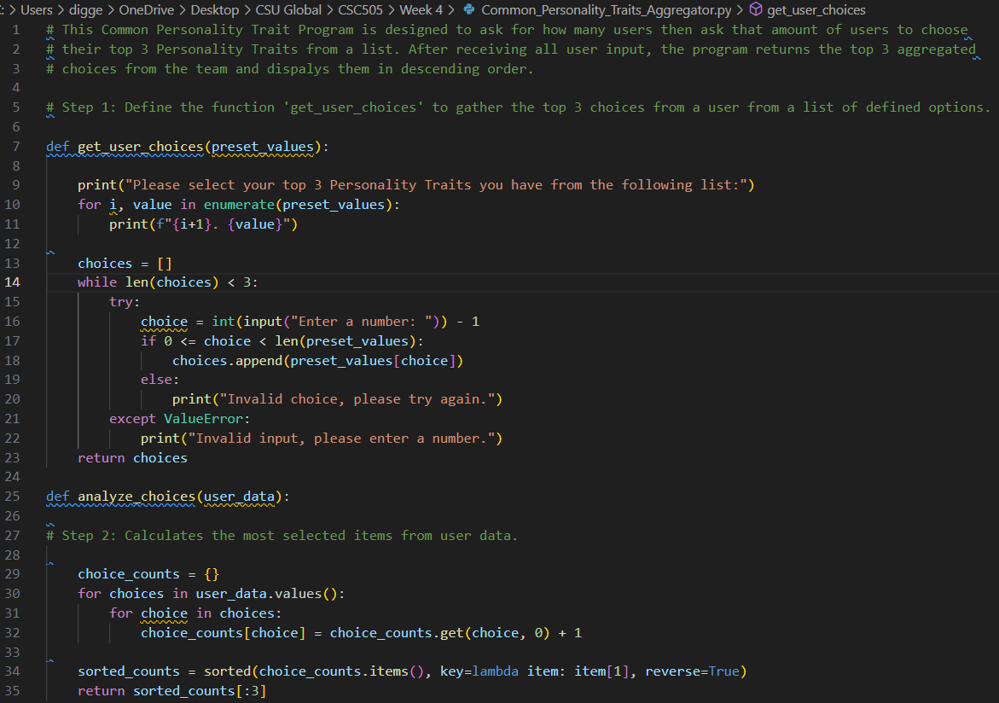 : > Users > digge > OneDrive > Desktop > CSU Global > CSC505 > Week 4 > Common_Personality_Traits_Aggregator.py > get_user_choices
1 # This Common Personality Trait Program is designed to ask for how many users then ask that amount of users to choose
2 # their top 3 Personality Traits from a list. After receiving all user input, the program returns the top 3 aggregated
3 # choices from the team and dispalys them in descending order.
4
5 # Step 1: Define the function 'get_user_choices' to gather the top 3 choices from a user from a list of defined options.
6
7 def get_user_choices(preset_values):
8
9     print("Please select your top 3 Personality Traits you have from the following list:")
10     for i, value in enumerate(preset_values):
11         print(f"{i+1}. {value}")
12
13     choices = []
14     while len(choices) < 3:
15         try:
16             choice = int(input("Enter a number: ")) - 1
17             if 0 <= choice < len(preset_values):
18                 choices.append(preset_values[choice])
19             else:
20                 print("Invalid choice, please try again.")
21         except ValueError:
22             print("Invalid input, please enter a number.")
23     return choices
24
25 def analyze_choices(user_data):
26
27 # Step 2: Calculates the most selected items from user data.
28
29     choice_counts = {}
30     for choices in user_data.values():
31         for choice in choices:
32             choice_counts[choice] = choice_counts.get(choice, 0) + 1
33
34     sorted_counts = sorted(choice_counts.items(), key=lambda item: item[1], reverse=True)
35     return sorted_counts[:3]